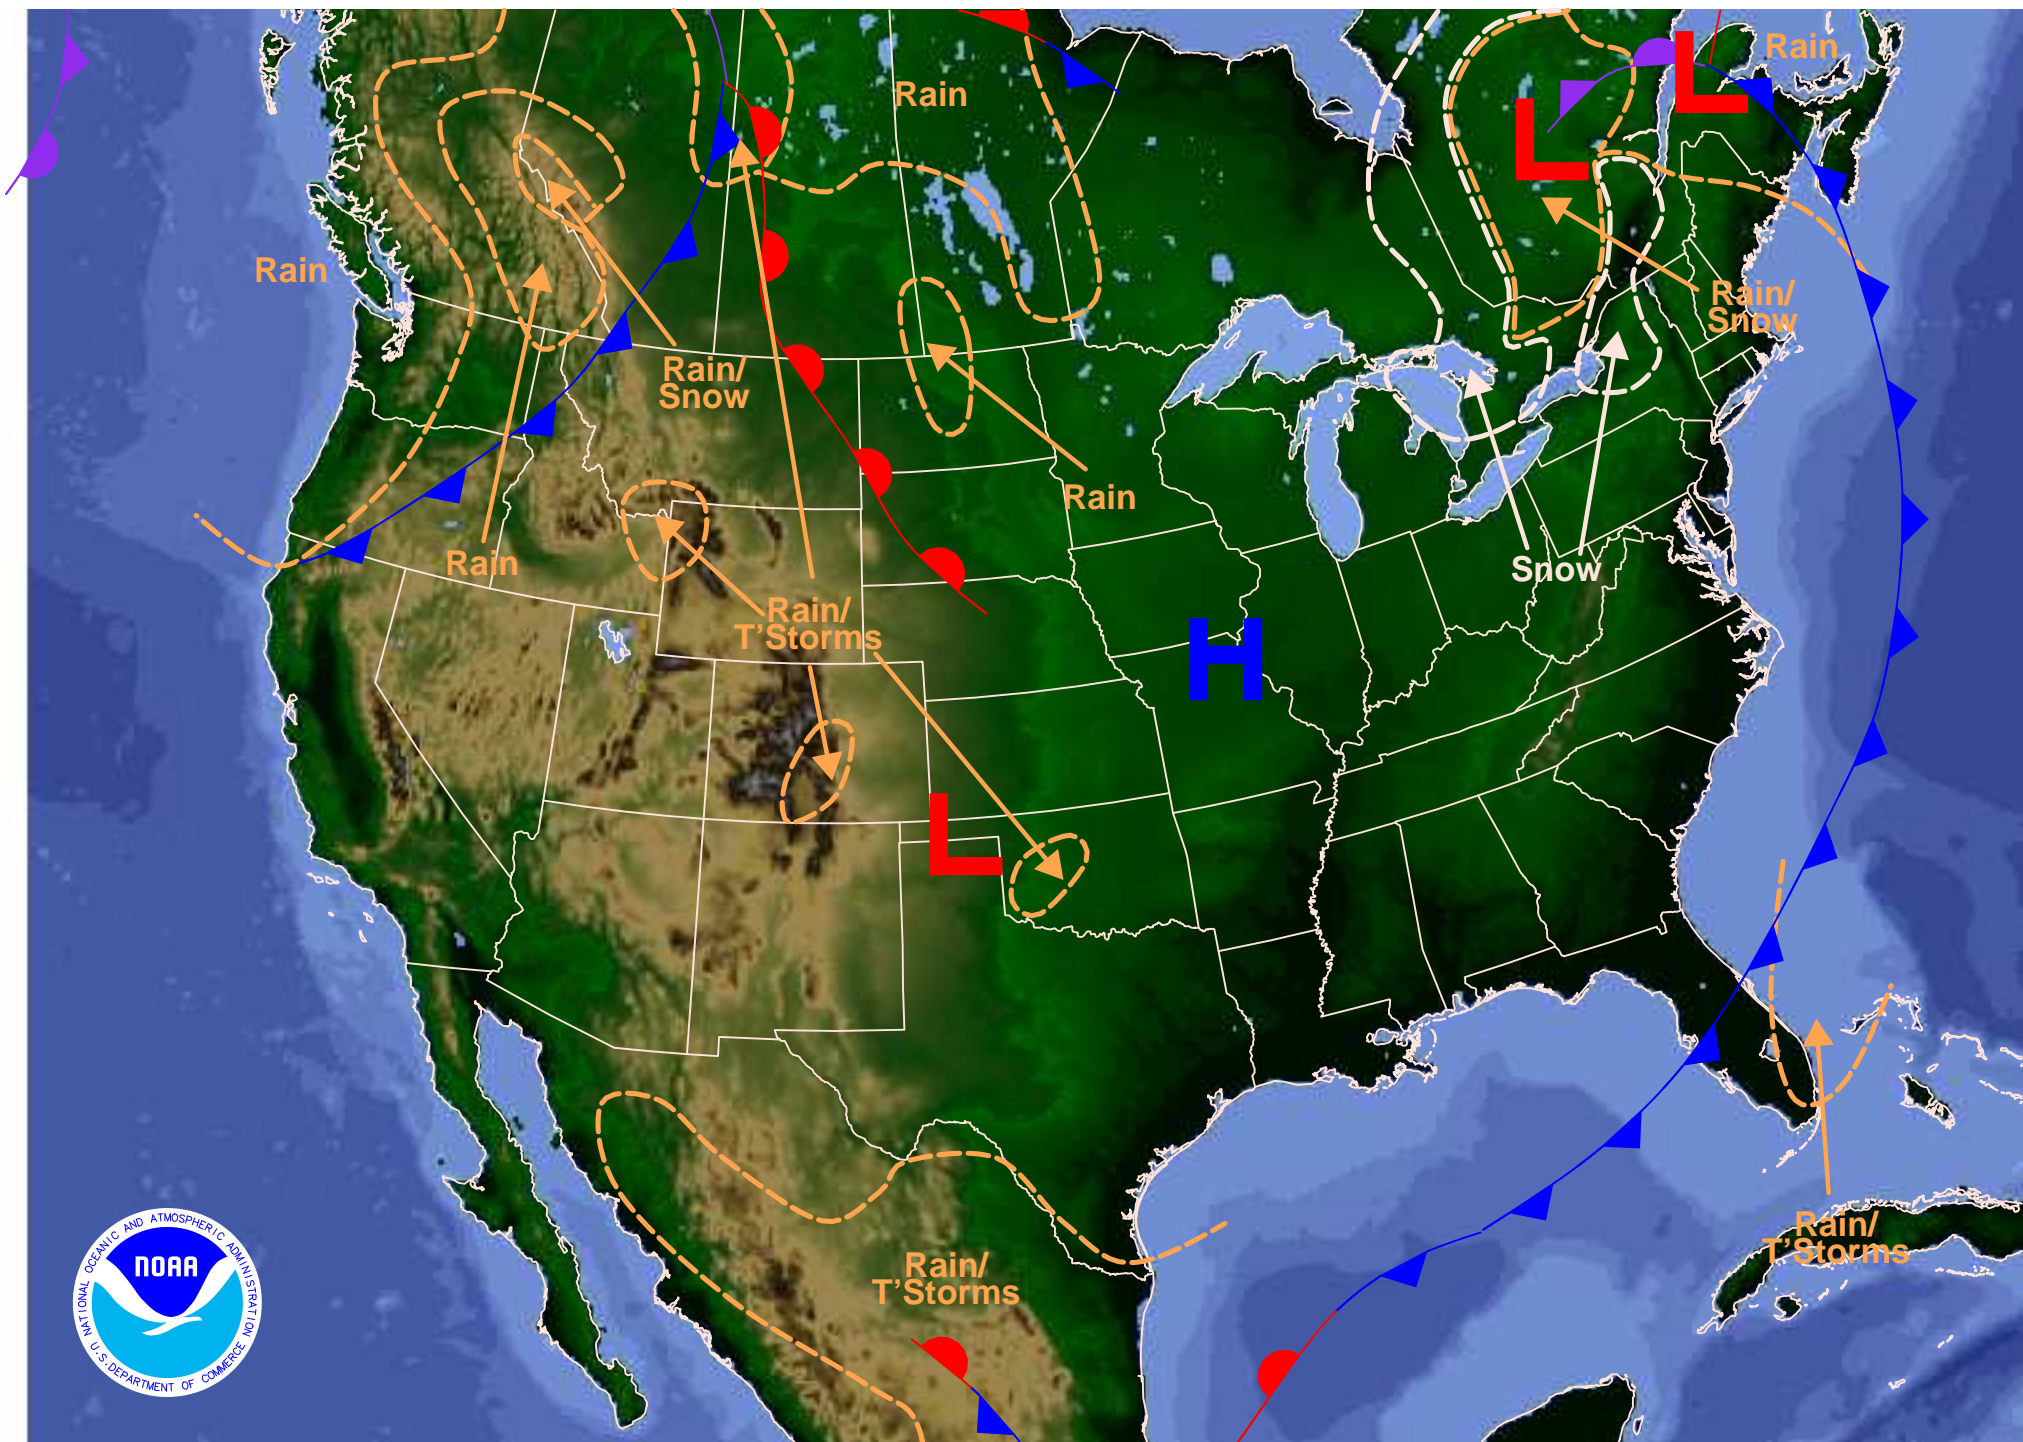 Rain
Rain
Rain
Rain/
Snow
Rain/
Snow
Rain
Rain
Rain
Snow
Rain/
T'Storms
H
L
L
L
Rain/
T'Storms
Rain/
T'Storms
NATIONAL OCEANIC AND ATMOSPHERIC ADMINISTRATION
NOAA
U.S. DEPARTMENT OF COMMERCE